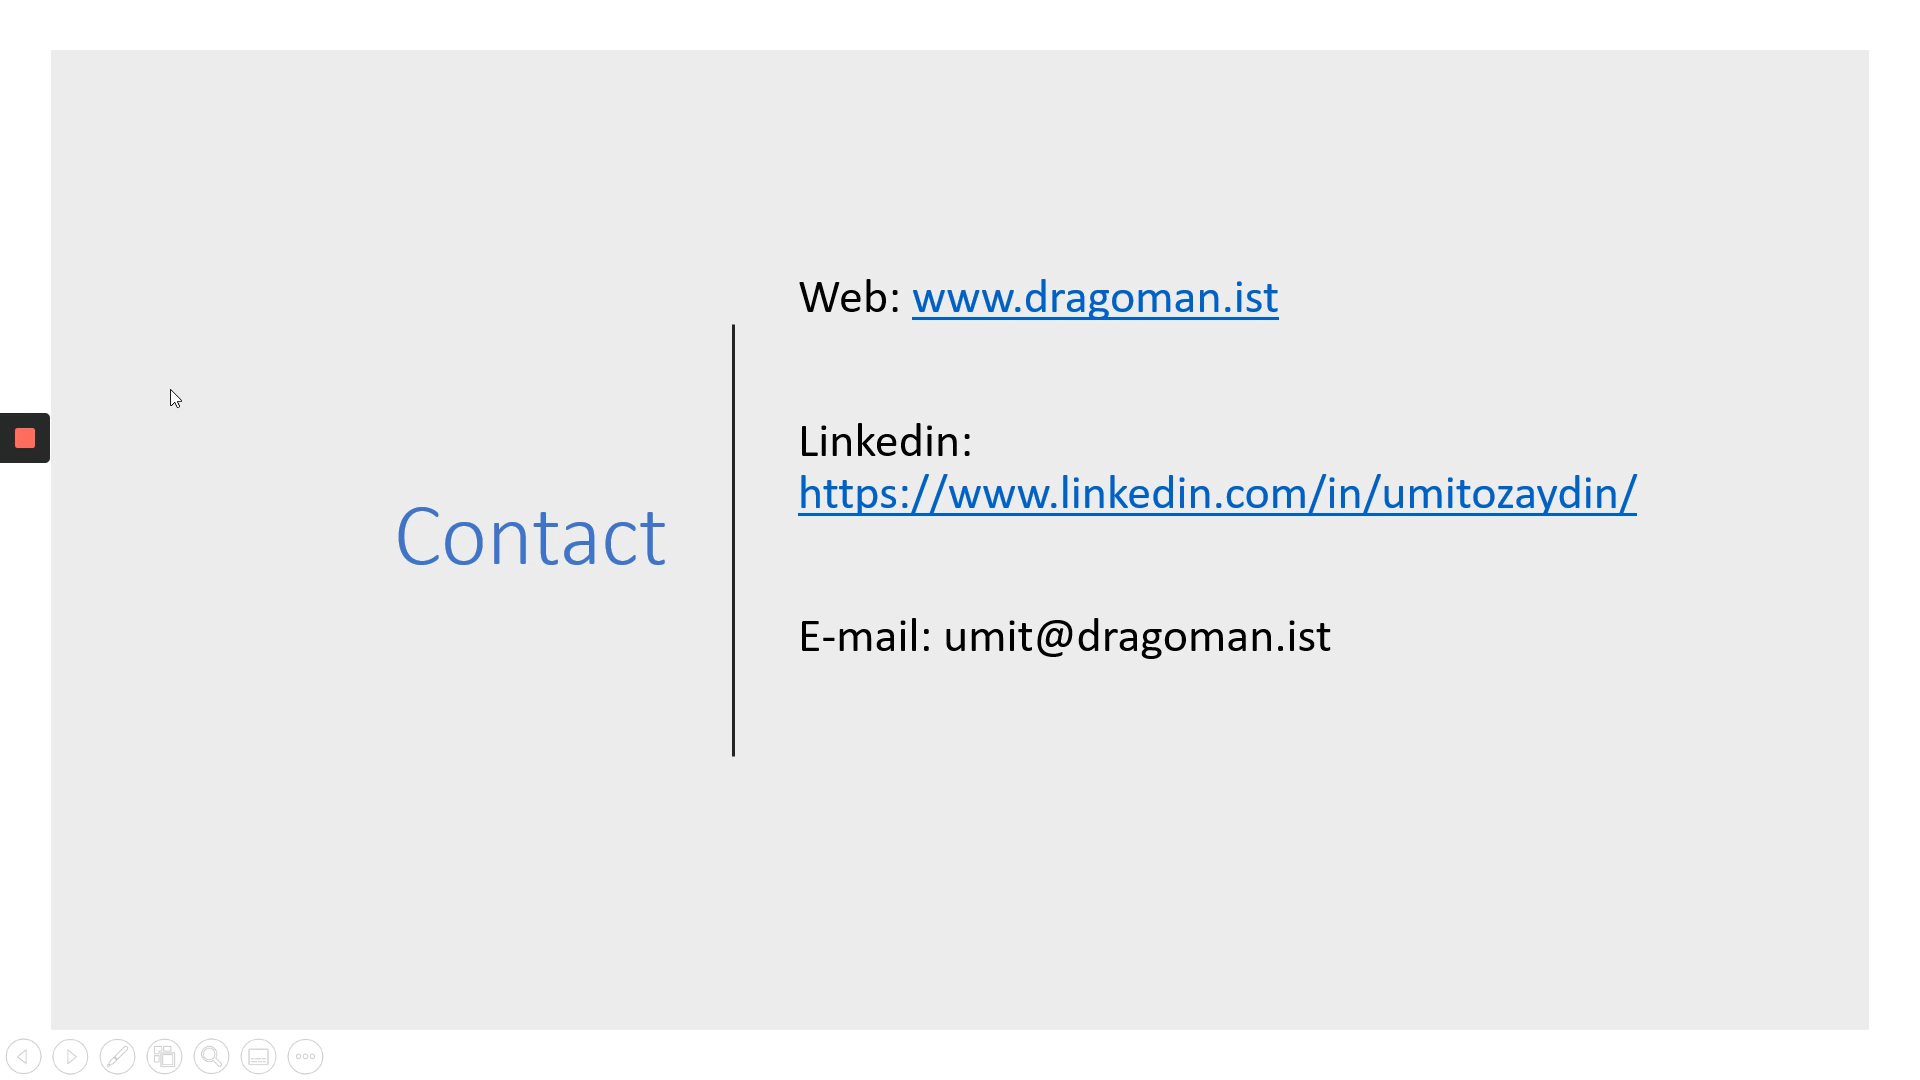 Contact
Web: www.dragoman.ist
Linkedin:
https://www.linkedin.com/in/umitozaydin/
E-mail: umit@dragoman.ist